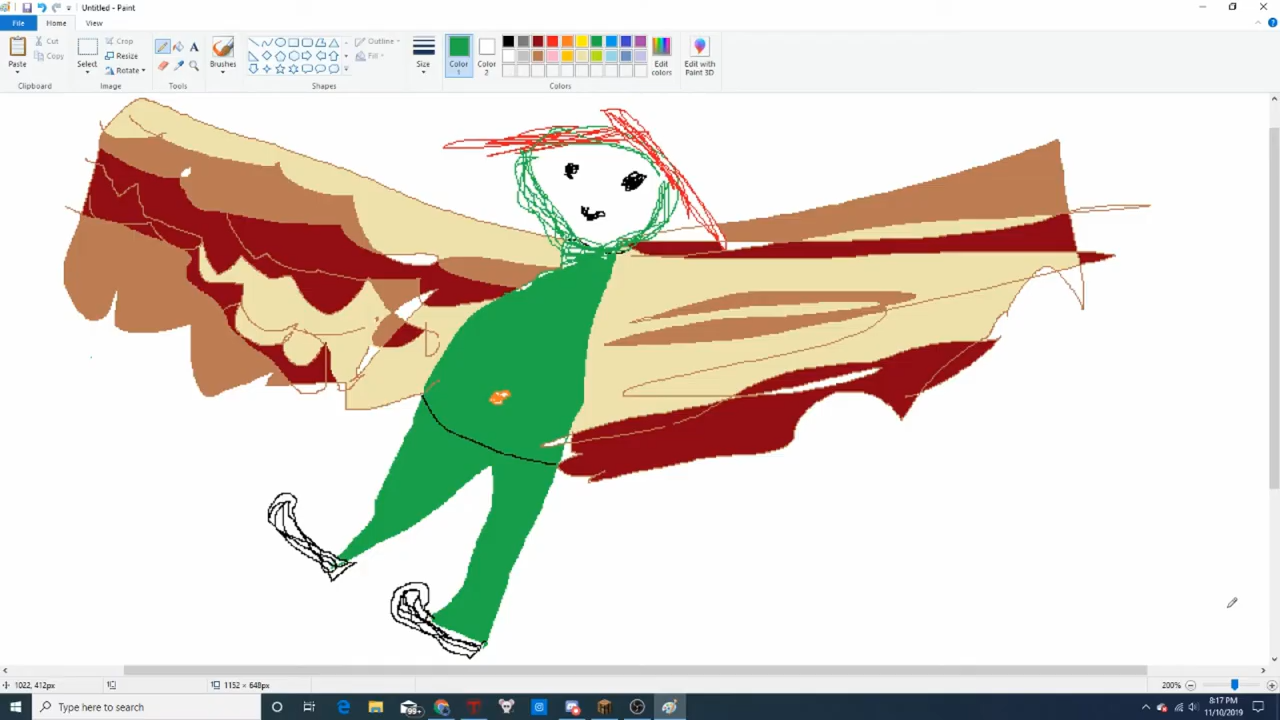 Untitled - Paint
File
Home
View
Paste
Cut
Copy
Clipboard
Select
Crop
Resize
Rotate
Image
A
Tools
Brushes
Outline
Fill
Shapes
Size
Color
1
Color
2
Edit
colors
Edit with
Paint 3D
Colors
1022, 412px
1152 × 648px
200%
Type here to search
99+
8:17 PM
11/10/2019